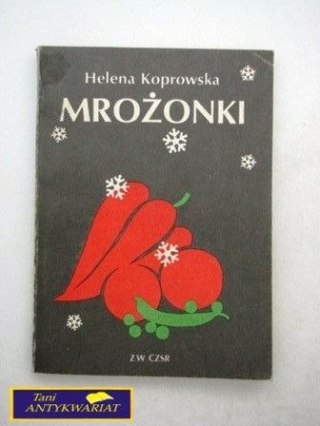 Helena Koprowska
MROŻONKI
ZW CZSR
Tani
ANTYKWARIAT